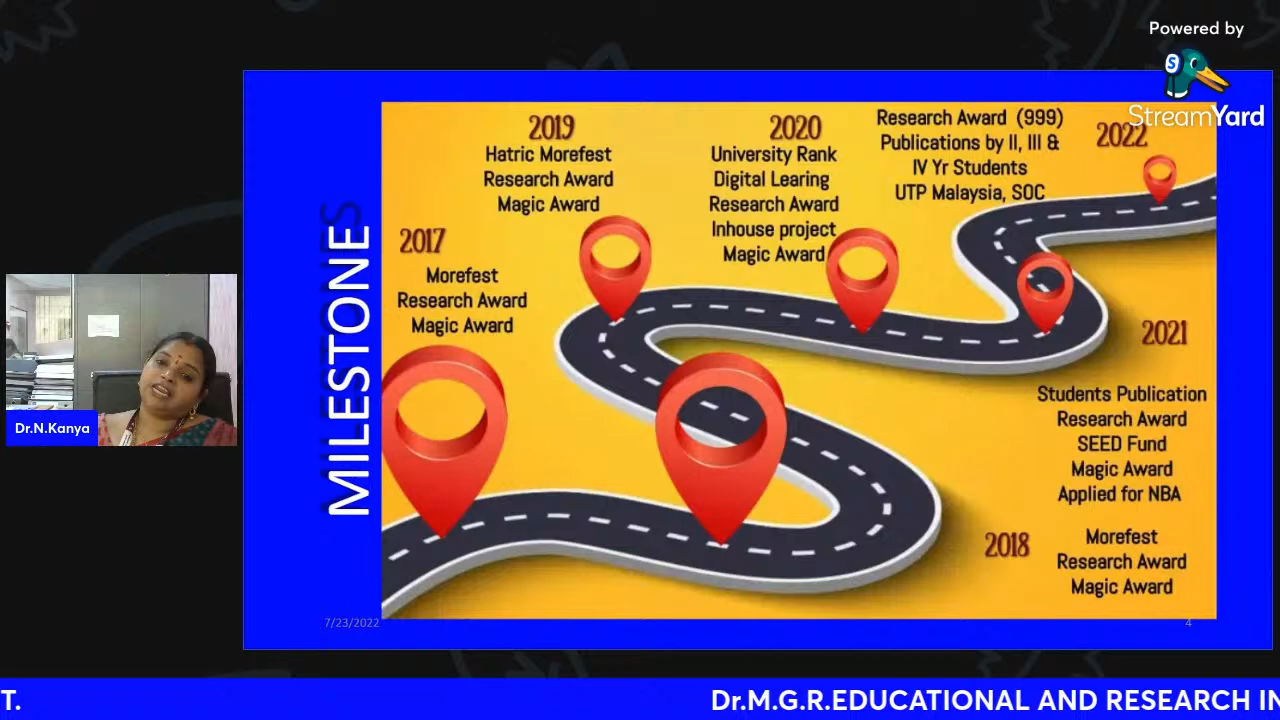 Powered by
S
StreamYard
MILESTONES
2017
Morefest
Research Award
Magic Award
2019
Hatric Morefest
Research Award
Magic Award
2020
University Rank
Digital Learing
Research Award
Inhouse project
Magic Award
Research Award (999)
Publications by II, III &
IV Yr Students
UTP Malaysia, SOC
2022
2021
Students Publication
Research Award
SEED Fund
Magic Award
Applied for NBA
2018
Morefest
Research Award
Magic Award
Dr.N.Kanya
7/23/2022
4
T.
Dr.M.G.R.EDUCATIONAL AND RESEARCH IN